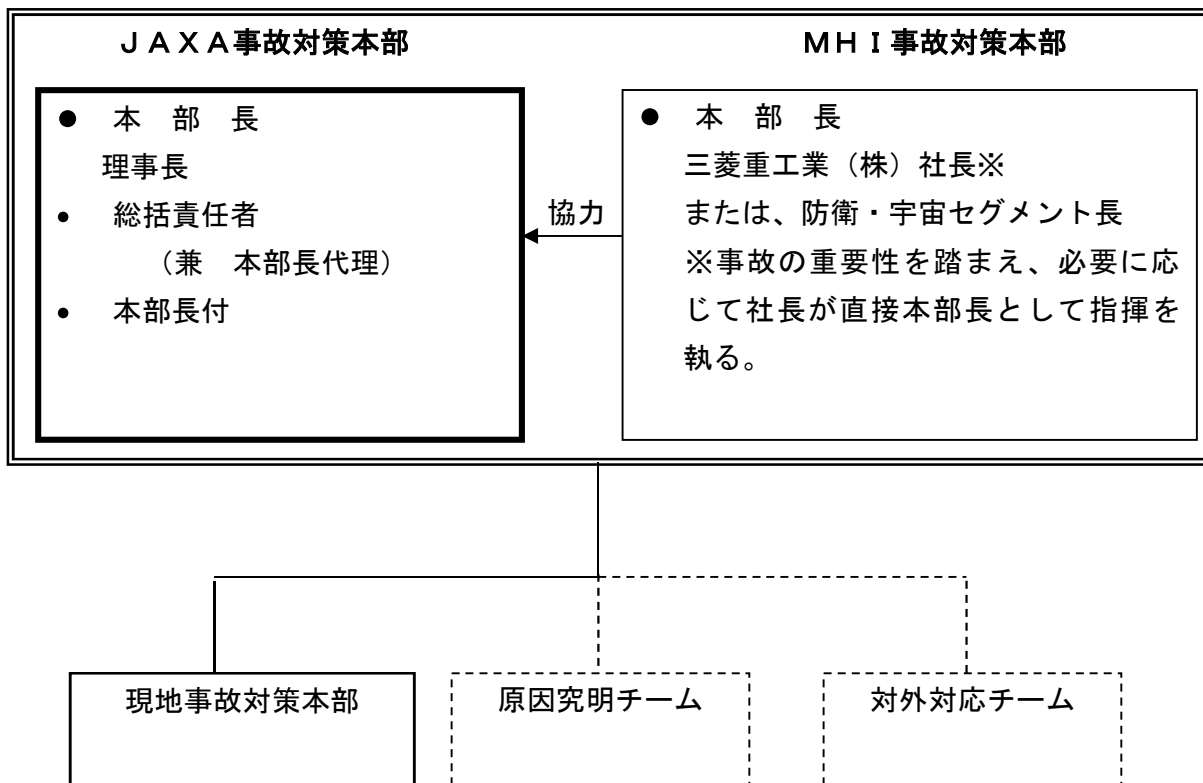 JAXA事故対策本部
MHI事故対策本部
● 本 部 長
理事長
● 総括責任者
(兼 本部長代理)
● 本部長付
協力
● 本 部 長
三菱重工業(株)社長※
または、防衛・宇宙セグメント長
※事故の重要性を踏まえ、必要に応
じて社長が直接本部長として指揮を
執る。
現地事故対策本部
原因究明チーム
対外対応チーム